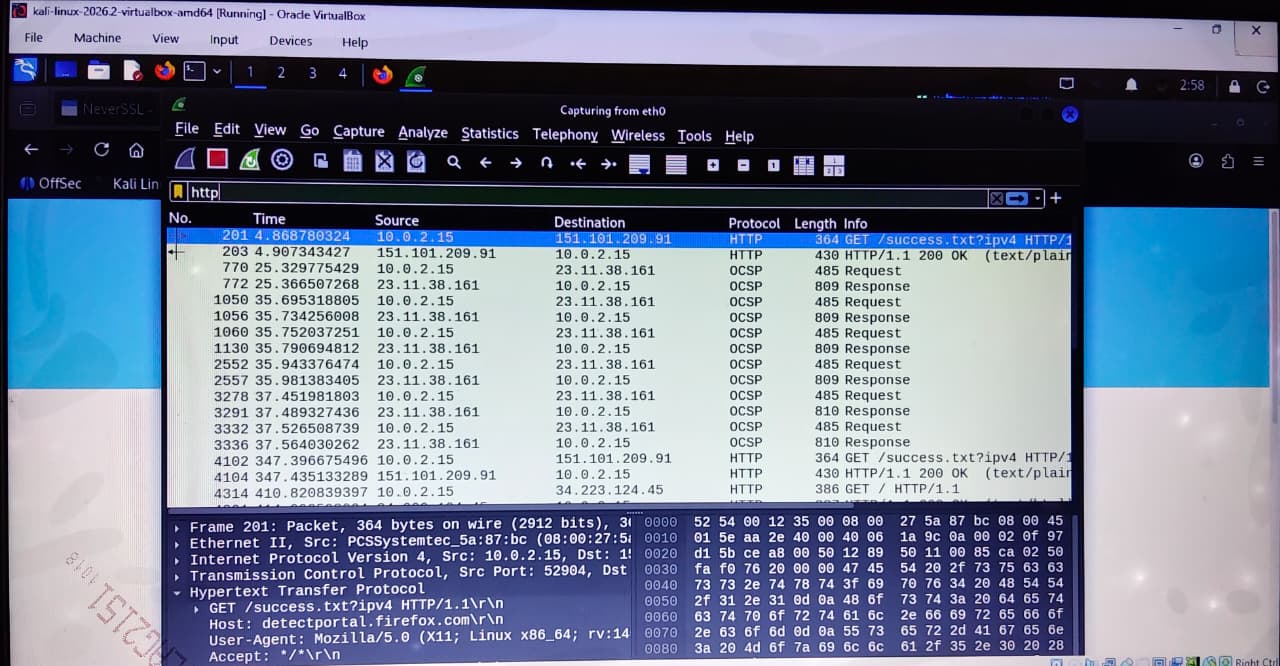 kali-linux-2026.2-virtualbox-amd64 [Running] - Oracle VirtualBox
File Machine View Input Devices Help
1 2 3 4 2:58
NeverSSL -
Capturing from eth0
File Edit View Go Capture Analyze Statistics Telephony Wireless Tools Help
OffSec Kali Lin
http
No. Time Source Destination Protocol Length Info
201 4.868780324 10.0.2.15 151.101.209.91 HTTP 364 GET /success.txt?ipv4 HTTP/1
203 4.907343427 151.101.209.91 10.0.2.15 HTTP 430 HTTP/1.1 200 OK (text/plain
770 25.329775429 10.0.2.15 23.11.38.161 OCSP 485 Request
772 25.366507268 23.11.38.161 10.0.2.15 OCSP 809 Response
1050 35.695318805 10.0.2.15 23.11.38.161 OCSP 485 Request
1056 35.734256008 23.11.38.161 10.0.2.15 OCSP 809 Response
1060 35.752037251 10.0.2.15 23.11.38.161 OCSP 485 Request
1130 35.790694812 23.11.38.161 10.0.2.15 OCSP 809 Response
2552 35.943376474 10.0.2.15 23.11.38.161 OCSP 485 Request
2557 35.981383405 23.11.38.161 10.0.2.15 OCSP 809 Response
3278 37.451981803 10.0.2.15 23.11.38.161 OCSP 485 Request
3291 37.489327436 23.11.38.161 10.0.2.15 OCSP 810 Response
3332 37.526508739 10.0.2.15 23.11.38.161 OCSP 485 Request
3336 37.564030262 23.11.38.161 10.0.2.15 OCSP 810 Response
4102 347.396675496 10.0.2.15 151.101.209.91 HTTP 364 GET /success.txt?ipv4 HTTP/1
4104 347.435133289 151.101.209.91 10.0.2.15 HTTP 430 HTTP/1.1 200 OK (text/plain
4314 410.820839397 10.0.2.15 34.223.124.45 HTTP 386 GET / HTTP/1.1
Frame 201: Packet, 364 bytes on wire (2912 bits), 36 0000 52 54 00 12 35 00 08 00 27 5a 87 bc 08 00 45
Ethernet II, Src: PCSSystemtec_5a:87:bc (08:00:27:5a 0010 01 5e aa 2e 40 00 40 06 1a 9c 0a 00 02 0f 97
Internet Protocol Version 4, Src: 10.0.2.15, Dst: 15 0020 d1 5b ce a8 00 50 12 89 50 11 00 85 ca 02 50
Transmission Control Protocol, Src Port: 52904, Dst 0030 fa f0 76 20 00 00 47 45 54 20 2f 73 75 63 63
Hypertext Transfer Protocol 0040 73 73 2e 74 78 74 3f 69 70 76 34 20 48 54 54
GET /success.txt?ipv4 HTTP/1.1\r\n 0050 2f 31 2e 31 0d 0a 48 6f 73 74 3a 20 64 65 74
Host: detectportal.firefox.com\r\n 0060 63 74 70 6f 72 74 61 6c 2e 66 69 72 65 66 6f
User-Agent: Mozilla/5.0 (X11; Linux x86_64; rv:14 0070 2e 63 6f 6d 0d 0a 55 73 65 72 2d 41 67 65 6e
Accept: */*\r\n 0080 3a 20 4d 6f 7a 69 6c 6c 61 2f 35 2e 30 20 28
Right Ctrl